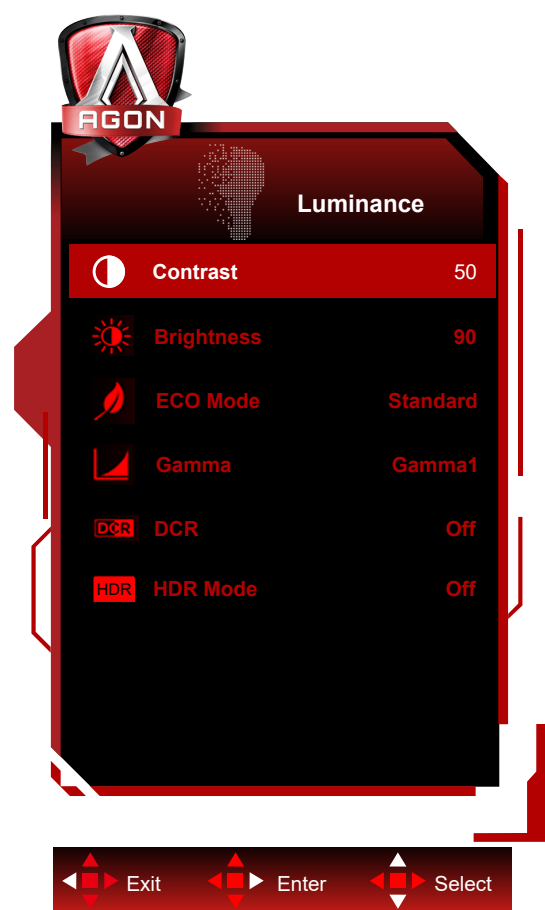 AGON
Luminance
Contrast 50
Brightness 90
ECO Mode Standard
Gamma Gamma1
DCR DCR Off
HDR HDR Mode Off
Exit Enter Select